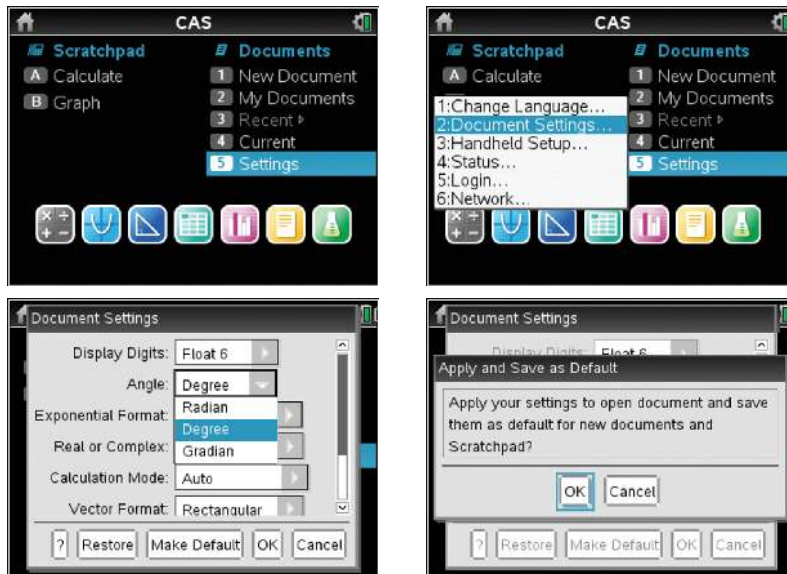 CAS
Scratchpad
A Calculate
B Graph
Documents
1 New Document
2 My Documents
3 Recent
4 Current
5 Settings
CAS
Scratchpad
A Calculate
1:Change Language...
2:Document Settings...
3:Handheld Setup...
4:Status...
5:Login...
6:Network...
Documents
1 New Document
2 My Documents
3 Recent
4 Current
5 Settings
Document Settings
Display Digits: Float 6
Angle: Degree
Radian
Degree
Gradian
Exponential Format:
Real or Complex:
Calculation Mode: Auto
Vector Format: Rectangular
? Restore Make Default OK Cancel
Document Settings
Display Digits: Float 6
Apply and Save as Default
Apply your settings to open document and save
them as default for new documents and
Scratchpad?
OK Cancel
? Restore Make Default OK Cancel